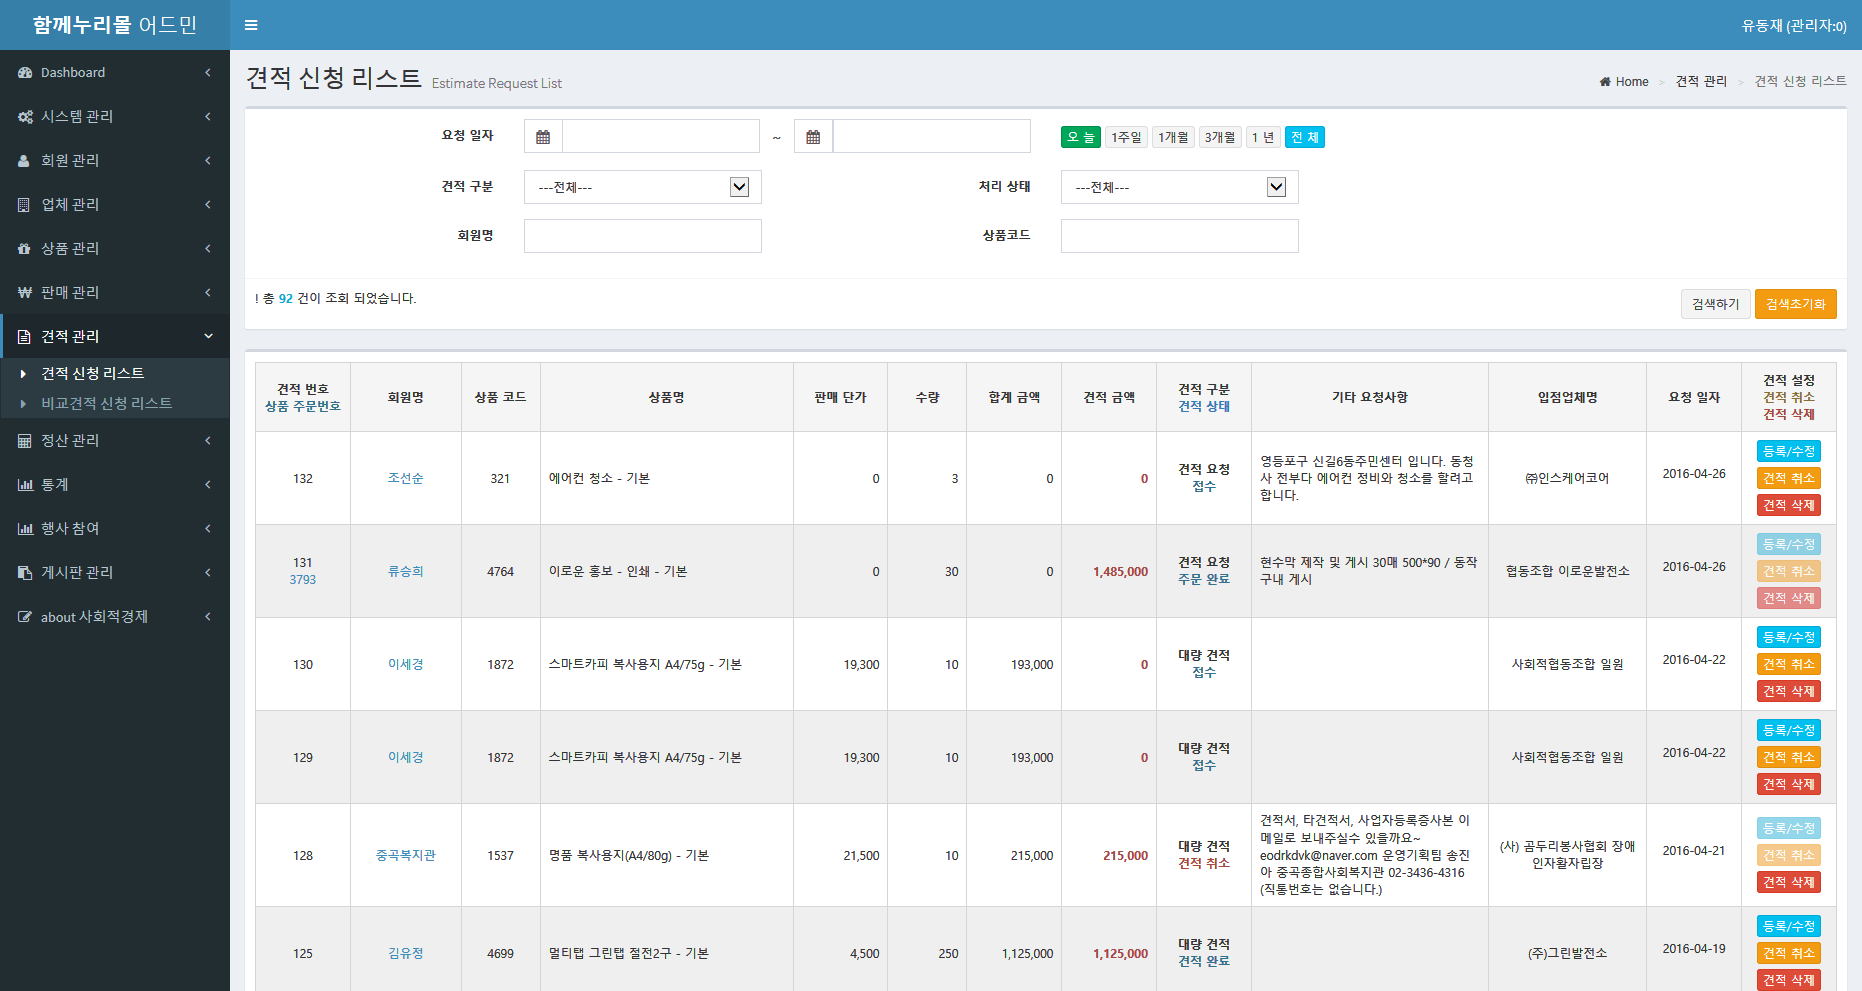 함께누리몰 어드민
유동재 (관리자:0)
Dashboard
시스템 관리
회원 관리
업체 관리
상품 관리
판매 관리
견적 관리
견적 신청 리스트
비교견적 신청 리스트
정산 관리
통계
행사 참여
게시판 관리
about 사회적경제
견적 신청 리스트 Estimate Request List
Home > 견적 관리 > 견적 신청 리스트
요청 일자 ~ 오 늘 1주일 1개월 3개월 1 년 전 체
견적 구분 ---전체--- 처리 상태 ---전체---
회원명 상품코드
! 총 92 건이 조회 되었습니다.
검색하기 검색초기화
견적 번호
상품 주문번호
회원명
상품 코드
상품명
판매 단가
수량
합계 금액
견적 금액
견적 구분
견적 상태
기타 요청사항
입점업체명
요청 일자
견적 설정
견적 취소
견적 삭제
132
조선순
321
에어컨 청소 - 기본
0
3
0
0
견적 요청
접수
영등포구 신길6동주민센터 입니다. 동청
사 전부다 에어컨 정비와 청소를 할려고
합니다.
㈜인스케어코어
2016-04-26
등록/수정
견적 취소
견적 삭제
131
3793
류승희
4764
이로운 홍보 - 인쇄 - 기본
0
30
0
1,485,000
견적 요청
주문 완료
현수막 제작 및 게시 30매 500*90 / 동작
구내 게시
협동조합 이로운발전소
2016-04-26
등록/수정
견적 취소
견적 삭제
130
이세경
1872
스마트카피 복사용지 A4/75g - 기본
19,300
10
193,000
0
대량 견적
접수
사회적협동조합 일원
2016-04-22
등록/수정
견적 취소
견적 삭제
129
이세경
1872
스마트카피 복사용지 A4/75g - 기본
19,300
10
193,000
0
대량 견적
접수
사회적협동조합 일원
2016-04-22
등록/수정
견적 취소
견적 삭제
128
중곡복지관
1537
명품 복사용지(A4/80g) - 기본
21,500
10
215,000
215,000
대량 견적
견적 취소
견적서, 타견적서, 사업자등록증사본 이
메일로 보내주실수 있을까요~
eodrkdvk@naver.com 운영기획팀 송진
아 중곡종합사회복지관 02-3436-4316
(직통번호는 없습니다.)
(사) 곰두리봉사협회 장애
인자활자립장
2016-04-21
등록/수정
견적 취소
견적 삭제
125
김유정
4699
멀티탭 그린탭 절전2구 - 기본
4,500
250
1,125,000
1,125,000
대량 견적
견적 완료
(주)그린발전소
2016-04-19
등록/수정
견적 취소
견적 삭제